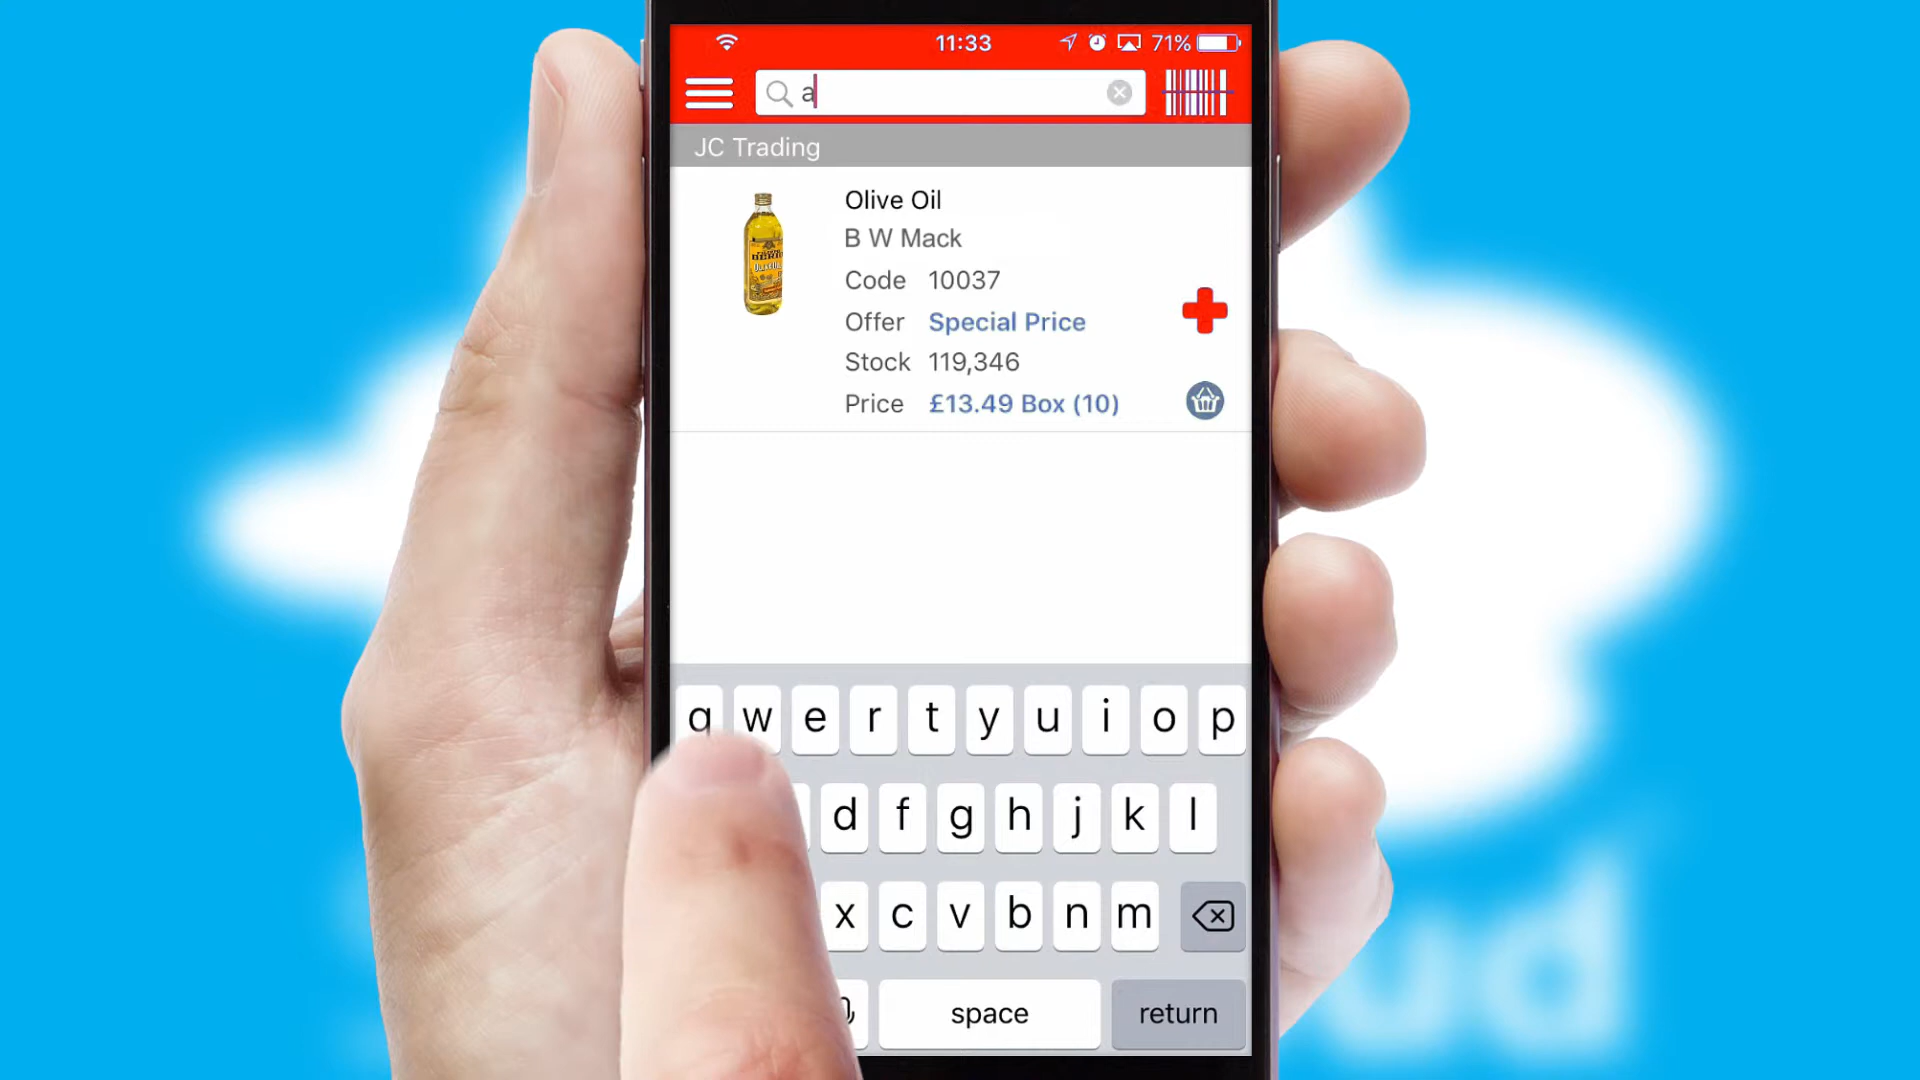 11:33 71%
a
JC Trading
Olive Oil
B W Mack
Code 10037
Offer Special Price
Stock 119,346
Price £13.49 Box (10)
q w e r t y u i o p
d f g h j k l
x c v b n m
space return
ud